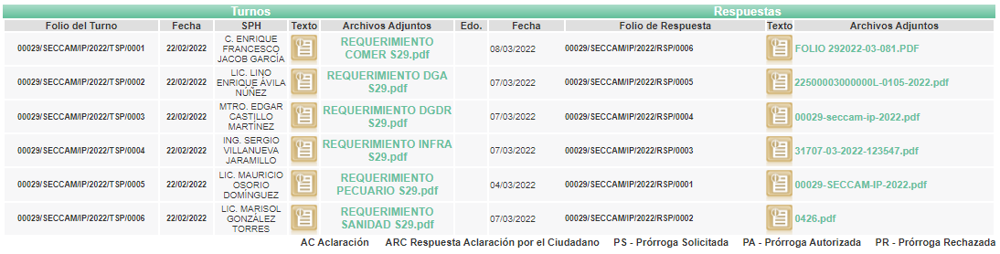 Turnos Respuestas
Folio del Turno Fecha SPH Texto Archivos Adjuntos Edo. Fecha Folio de Respuesta Texto Archivos Adjuntos
00029/SECCAM/IP/2022/TSP/0001 22/02/2022 C. ENRIQUE FRANCESCO JACOB GARCÍA REQUERIMIENTO COMER S29.pdf 08/03/2022 00029/SECCAM/IP/2022/RSP/0006 FOLIO 292022-03-081.PDF
00029/SECCAM/IP/2022/TSP/0002 22/02/2022 LIC. LINO ENRIQUE ÁVILA NÚÑEZ REQUERIMIENTO DGA S29.pdf 07/03/2022 00029/SECCAM/IP/2022/RSP/0005 22500003000000L-0105-2022.pdf
00029/SECCAM/IP/2022/TSP/0003 22/02/2022 MTRO. EDGAR CASTILLO MARTÍNEZ REQUERIMIENTO DGDR S29.pdf 07/03/2022 00029/SECCAM/IP/2022/RSP/0004 00029-seccam-ip-2022.pdf
00029/SECCAM/IP/2022/TSP/0004 22/02/2022 ING. SERGIO VILLANUEVA JARAMILLO REQUERIMIENTO INFRA S29.pdf 07/03/2022 00029/SECCAM/IP/2022/RSP/0003 31707-03-2022-123547.pdf
00029/SECCAM/IP/2022/TSP/0005 22/02/2022 LIC. MAURICIO OSORIO DOMÍNGUEZ REQUERIMIENTO PECUARIO S29.pdf 04/03/2022 00029/SECCAM/IP/2022/RSP/0001 00029-SECCAM-IP-2022.pdf
00029/SECCAM/IP/2022/TSP/0006 22/02/2022 LIC. MARISOL GONZÁLEZ TORRES REQUERIMIENTO SANIDAD S29.pdf 07/03/2022 00029/SECCAM/IP/2022/RSP/0002 0426.pdf
AC Aclaración ARC Respuesta Aclaración por el Ciudadano PS - Prórroga Solicitada PA - Prórroga Autorizada PR - Prórroga Rechazada